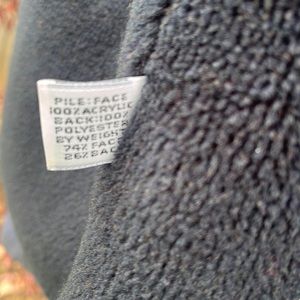 PILE: FACE
100% ACRYLIC
BACK: 100%
POLYESTER
BY WEIGHT
74% FACE
26% BACK